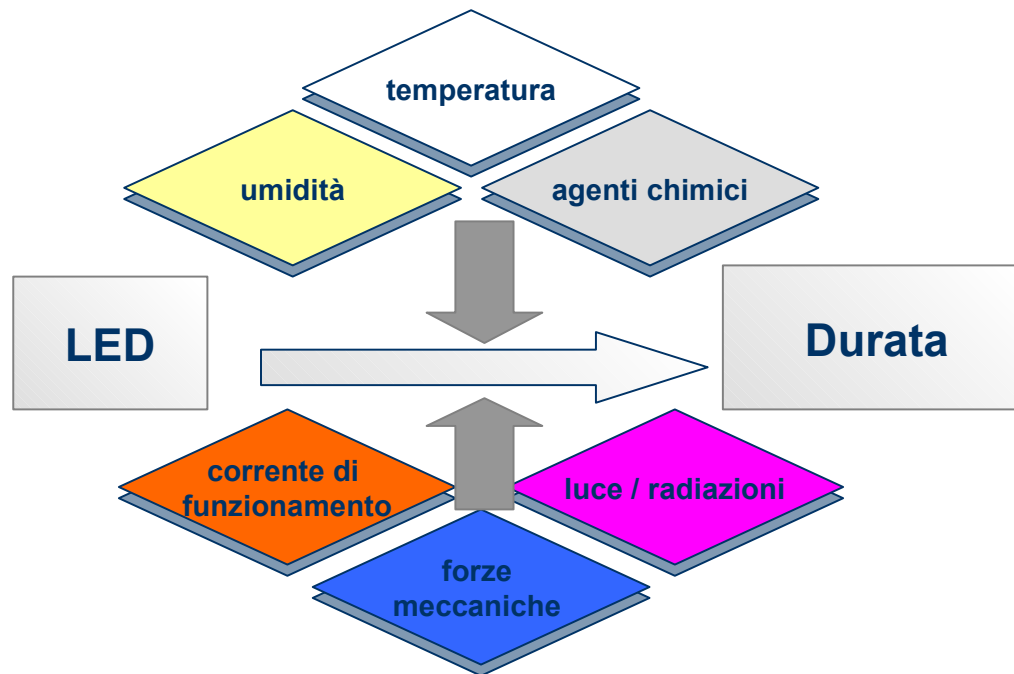 temperatura
umidità
agenti chimici
LED
Durata
corrente di
funzionamento
luce / radiazioni
forze
meccaniche